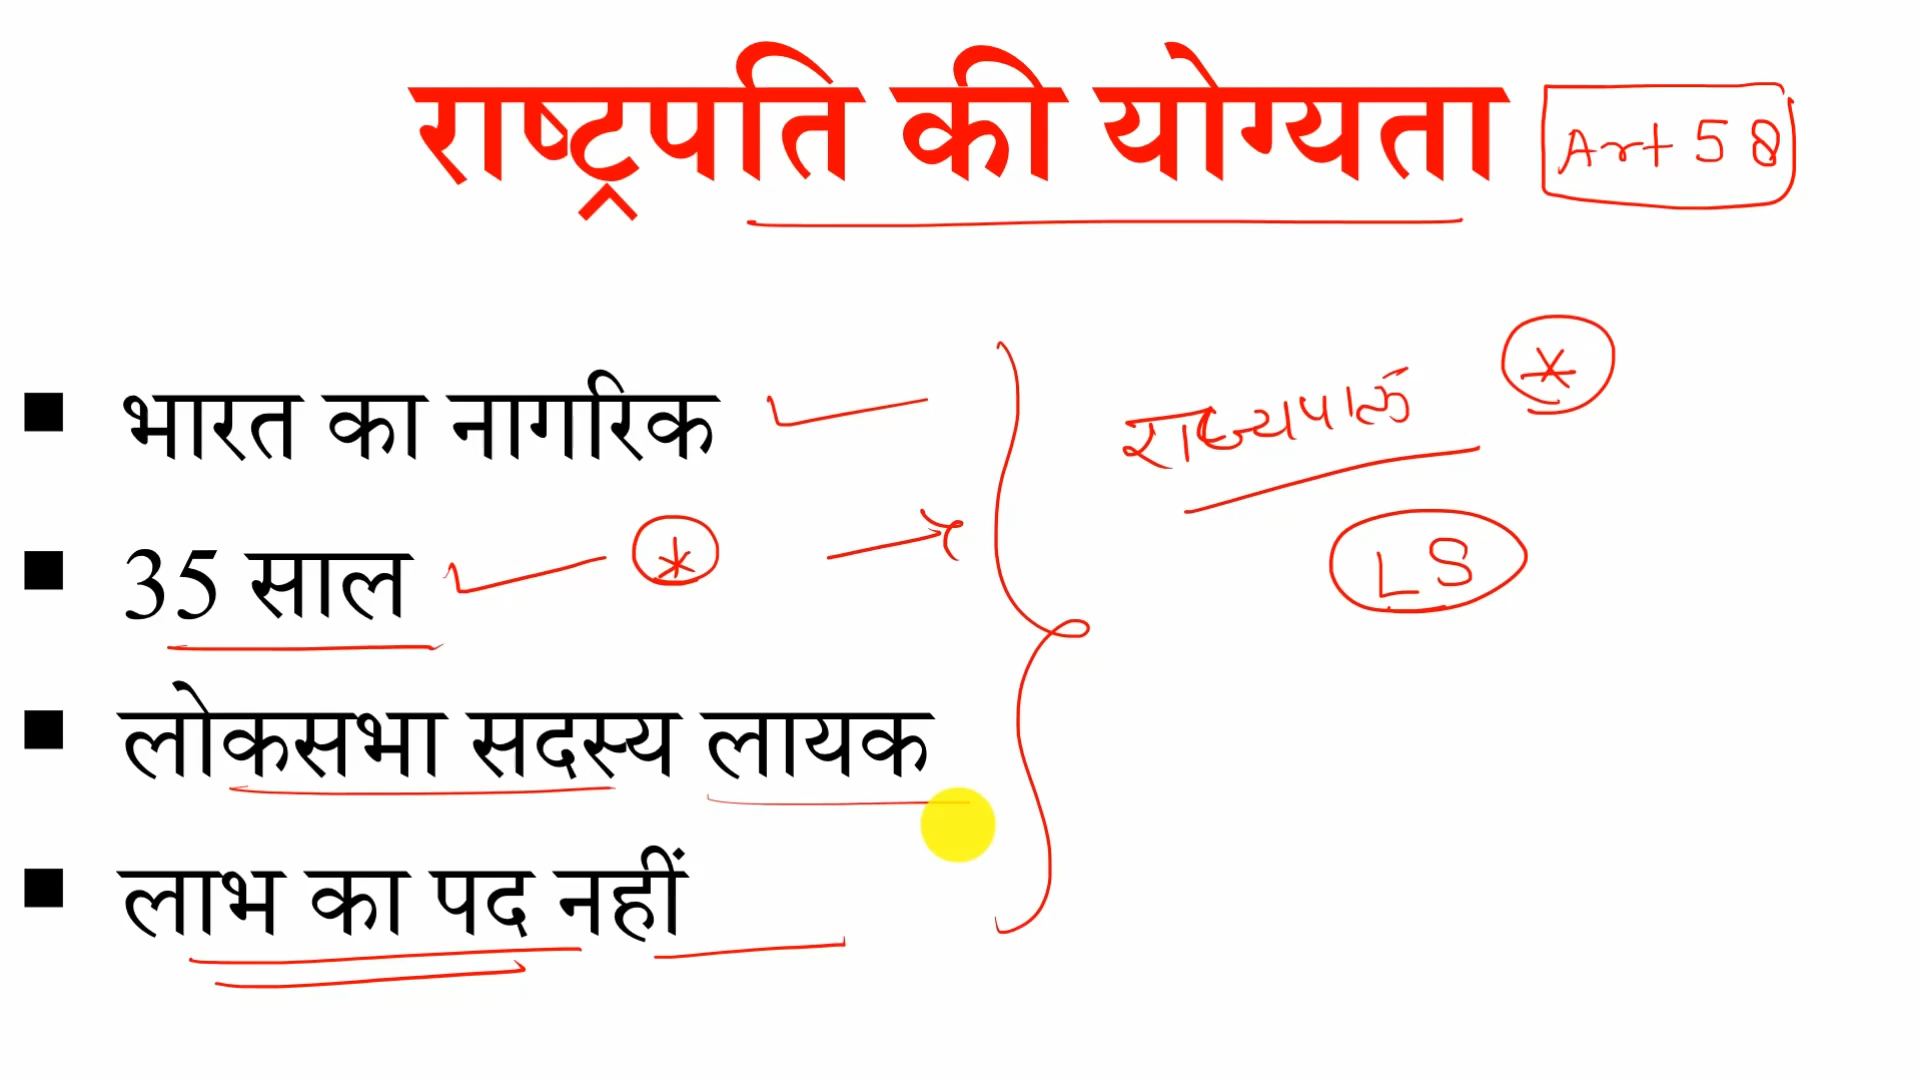 राष्ट्रपति की योग्यता Art 58
भारत का नागरिक
राज्यपाल
35 साल
LS
लोकसभा सदस्य लायक
लाभ का पद नहीं